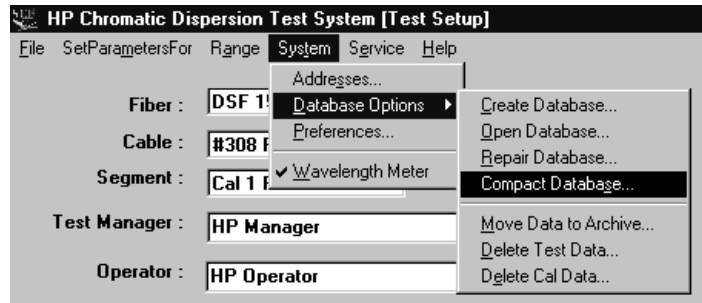 HP Chromatic Dispersion Test System [Test Setup]
File SetParametersFor Range System Service Help
Addresses...
Database Options
Preferences...
Wavelength Meter
Create Database...
Open Database...
Repair Database...
Compact Database...
Move Data to Archive...
Delete Test Data...
Delete Cal Data...
Fiber : DSF
Cable : #308
Segment : Cal 1
Test Manager : HP Manager
Operator : HP Operator